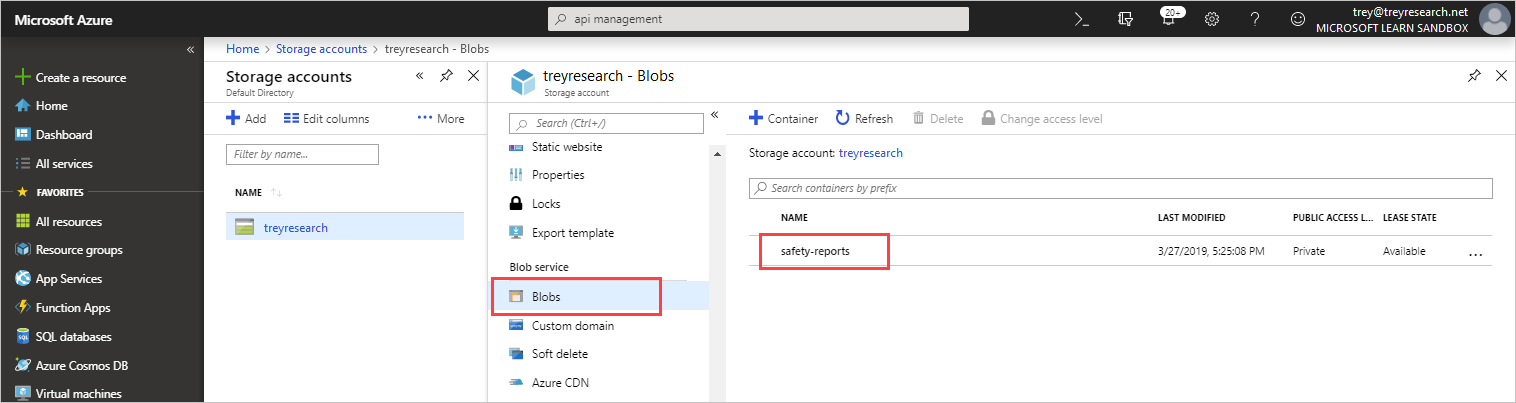 Microsoft Azure
api management
20+
trey@treyresearch.net
MICROSOFT LEARN SANDBOX
Create a resource
Home
Dashboard
All services
FAVORITES
All resources
Resource groups
App Services
Function Apps
SQL databases
Azure Cosmos DB
Virtual machines
Home > Storage accounts > treyresearch - Blobs
Storage accounts
Default Directory
Add Edit columns ··· More
Filter by name...
NAME
treyresearch
treyresearch - Blobs
Storage account
Search (Ctrl+/)
Static website
Properties
Locks
Export template
Blob service
Blobs
Custom domain
Soft delete
Azure CDN
Container Refresh Delete Change access level
Storage account: treyresearch
Search containers by prefix
NAME LAST MODIFIED PUBLIC ACCESS L... LEASE STATE
safety-reports 3/27/2019, 5:25:08 PM Private Available ...